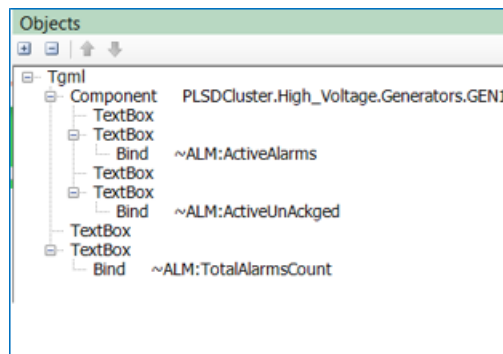 Objects
Tgml
Component PLSDCluster.High_Voltage.Generators.GEN1
TextBox
TextBox
Bind ~ALM:ActiveAlarms
TextBox
TextBox
Bind ~ALM:ActiveUnAckged
TextBox
TextBox
Bind ~ALM:TotalAlarmsCount